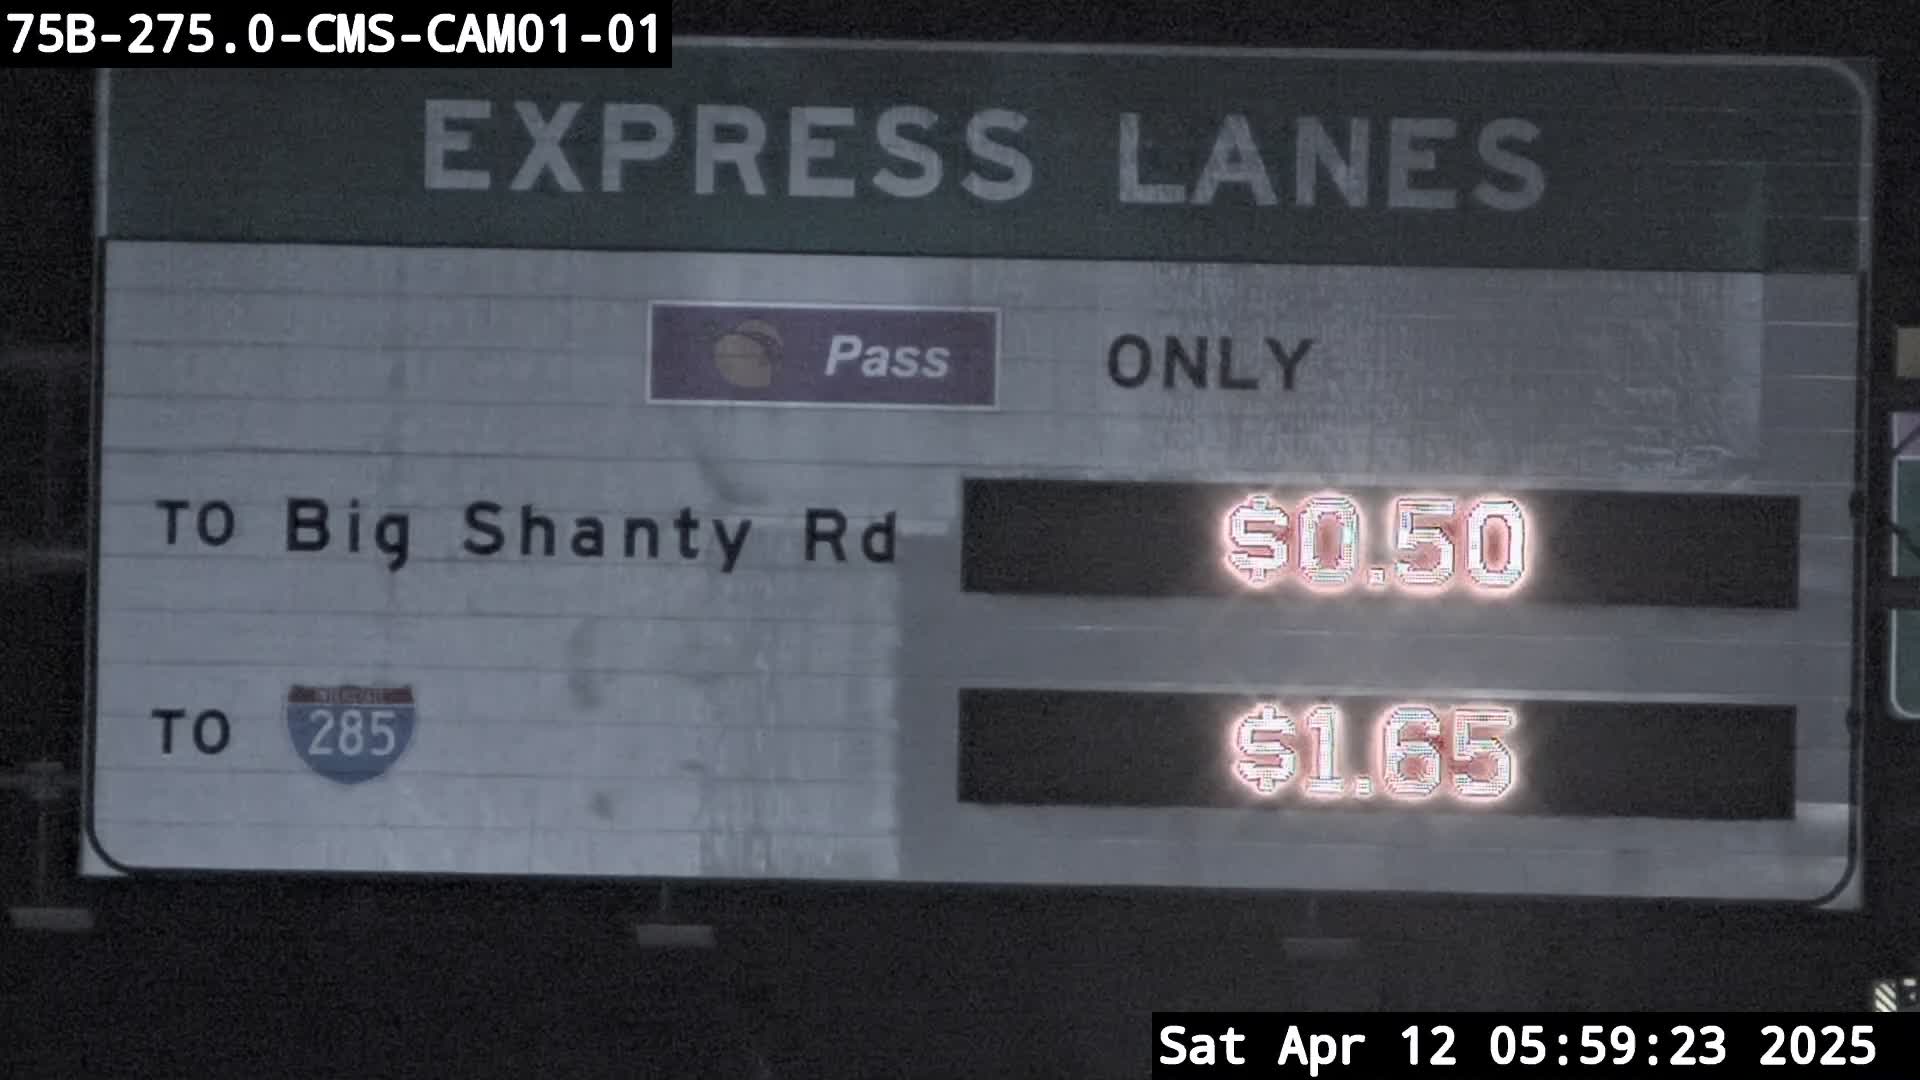 75B-275.0-CMS-CAM01-01
EXPRESS LANES
Pass ONLY
TO Big Shanty Rd $0.50
TO INTERSTATE 285 $1.65
Sat Apr 12 05:59:23 2025